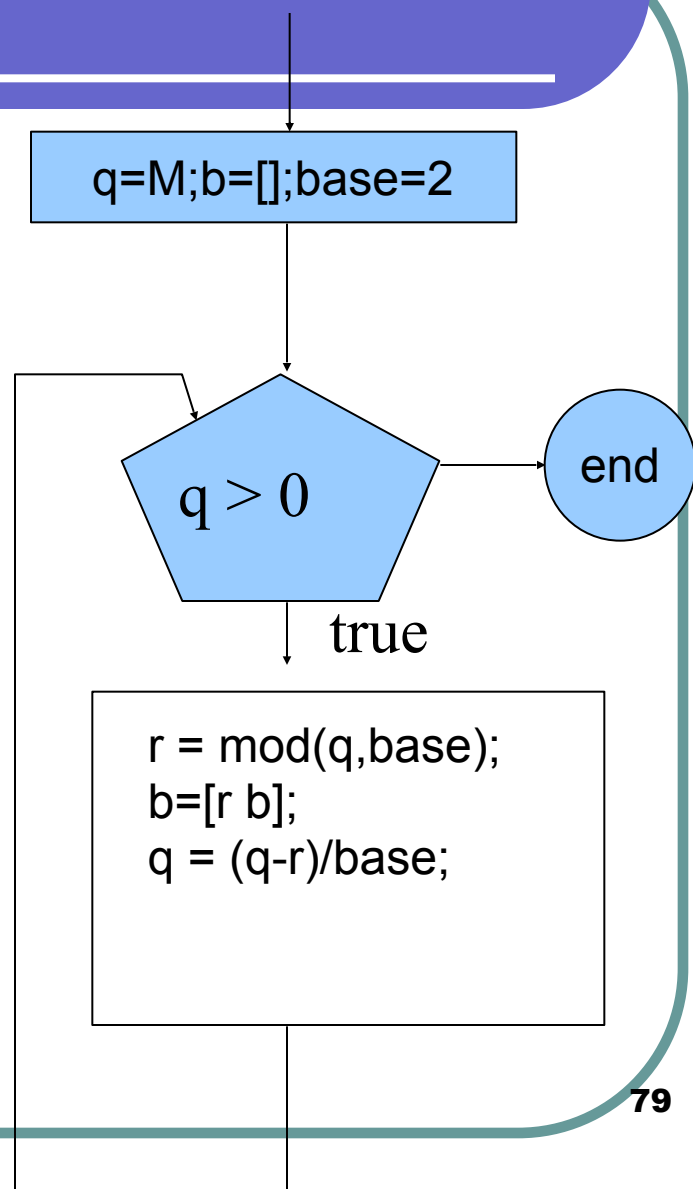 q=M;b=[];base=2
q > 0
end
true
r = mod(q,base);
b=[r b];
q = (q-r)/base;
79